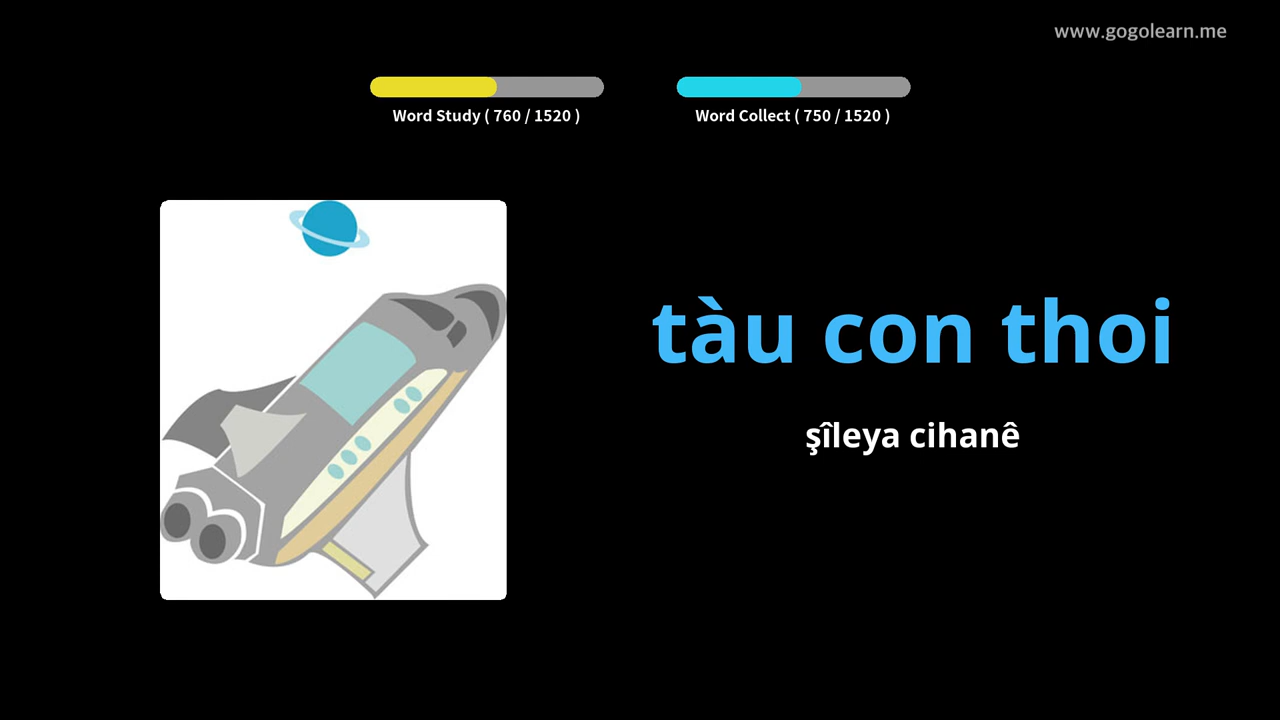 www.gogolearn.me
Word Study ( 760 / 1520 )
Word Collect ( 750 / 1520 )
tàu con thoi
şîleya cihanê